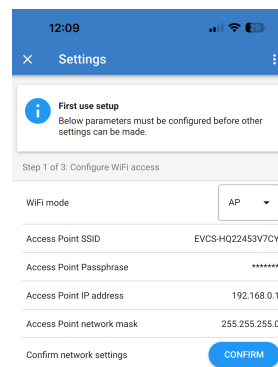 12:09
20
Settings
First use setup
Below parameters must be configured before other
settings can be made.
Step 1 of 3: Configure WiFi access
WiFi mode AP
Access Point SSID EVCS-HQ22453V7CY
Access Point Passphrase *******
Access Point IP address 192.168.0.1
Access Point network mask 255.255.255.0
Confirm network settings CONFIRM